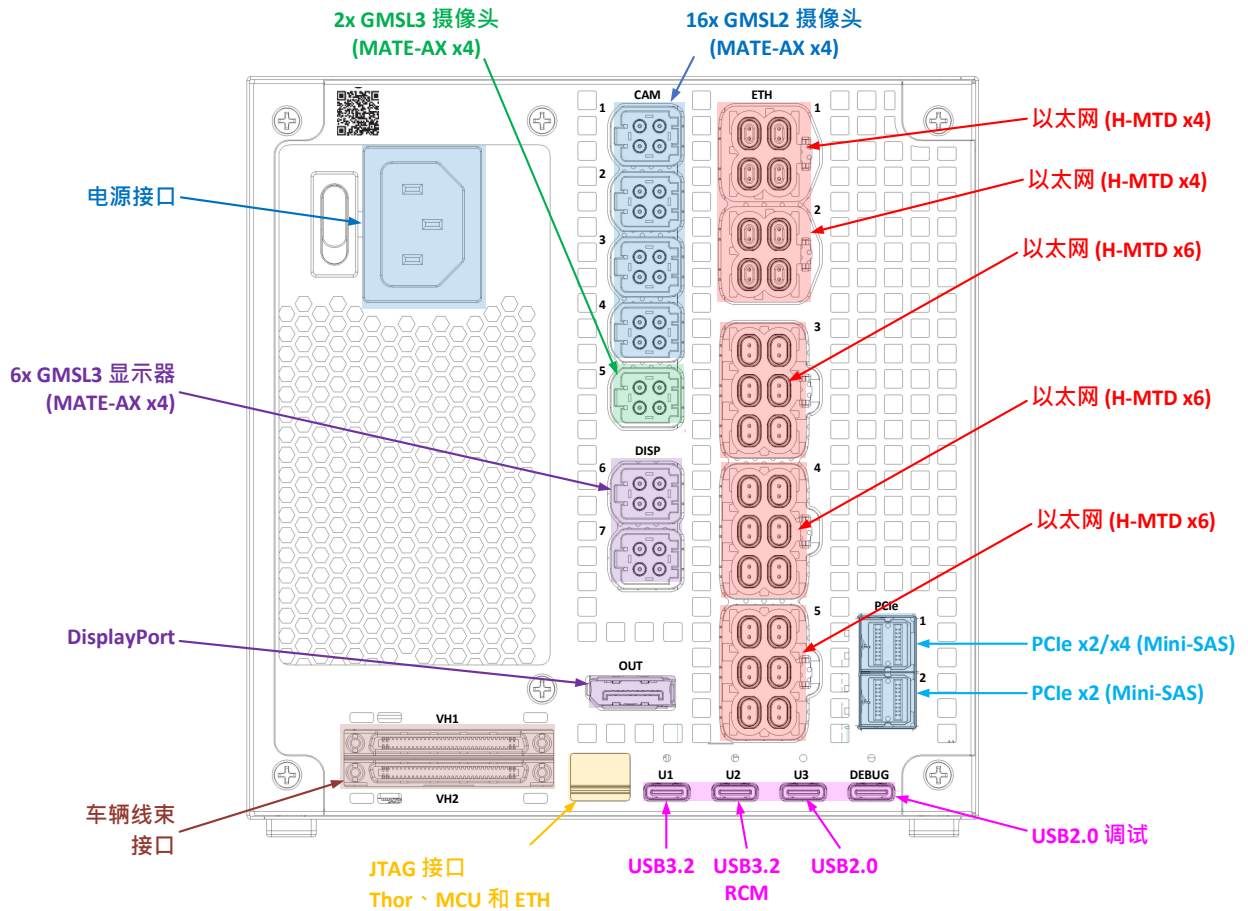 2x GMSL3 摄像头
(MATE-AX x4)
16x GMSL2 摄像头
(MATE-AX x4)
CAM
ETH
1
2
3
4
5
1
2
3
4
5
以太网 (H-MTD x4)
以太网 (H-MTD x4)
以太网 (H-MTD x6)
以太网 (H-MTD x6)
以太网 (H-MTD x6)
电源接口
6x GMSL3 显示器
(MATE-AX x4)
DISP
6
7
DisplayPort
OUT
PCIe
1
2
PCIe x2/x4 (Mini-SAS)
PCIe x2 (Mini-SAS)
VH1
VH2
车辆线束
接口
JTAG 接口
Thor、MCU 和 ETH
U1
U2
U3
DEBUG
USB3.2
USB3.2
RCM
USB2.0
USB2.0 调试